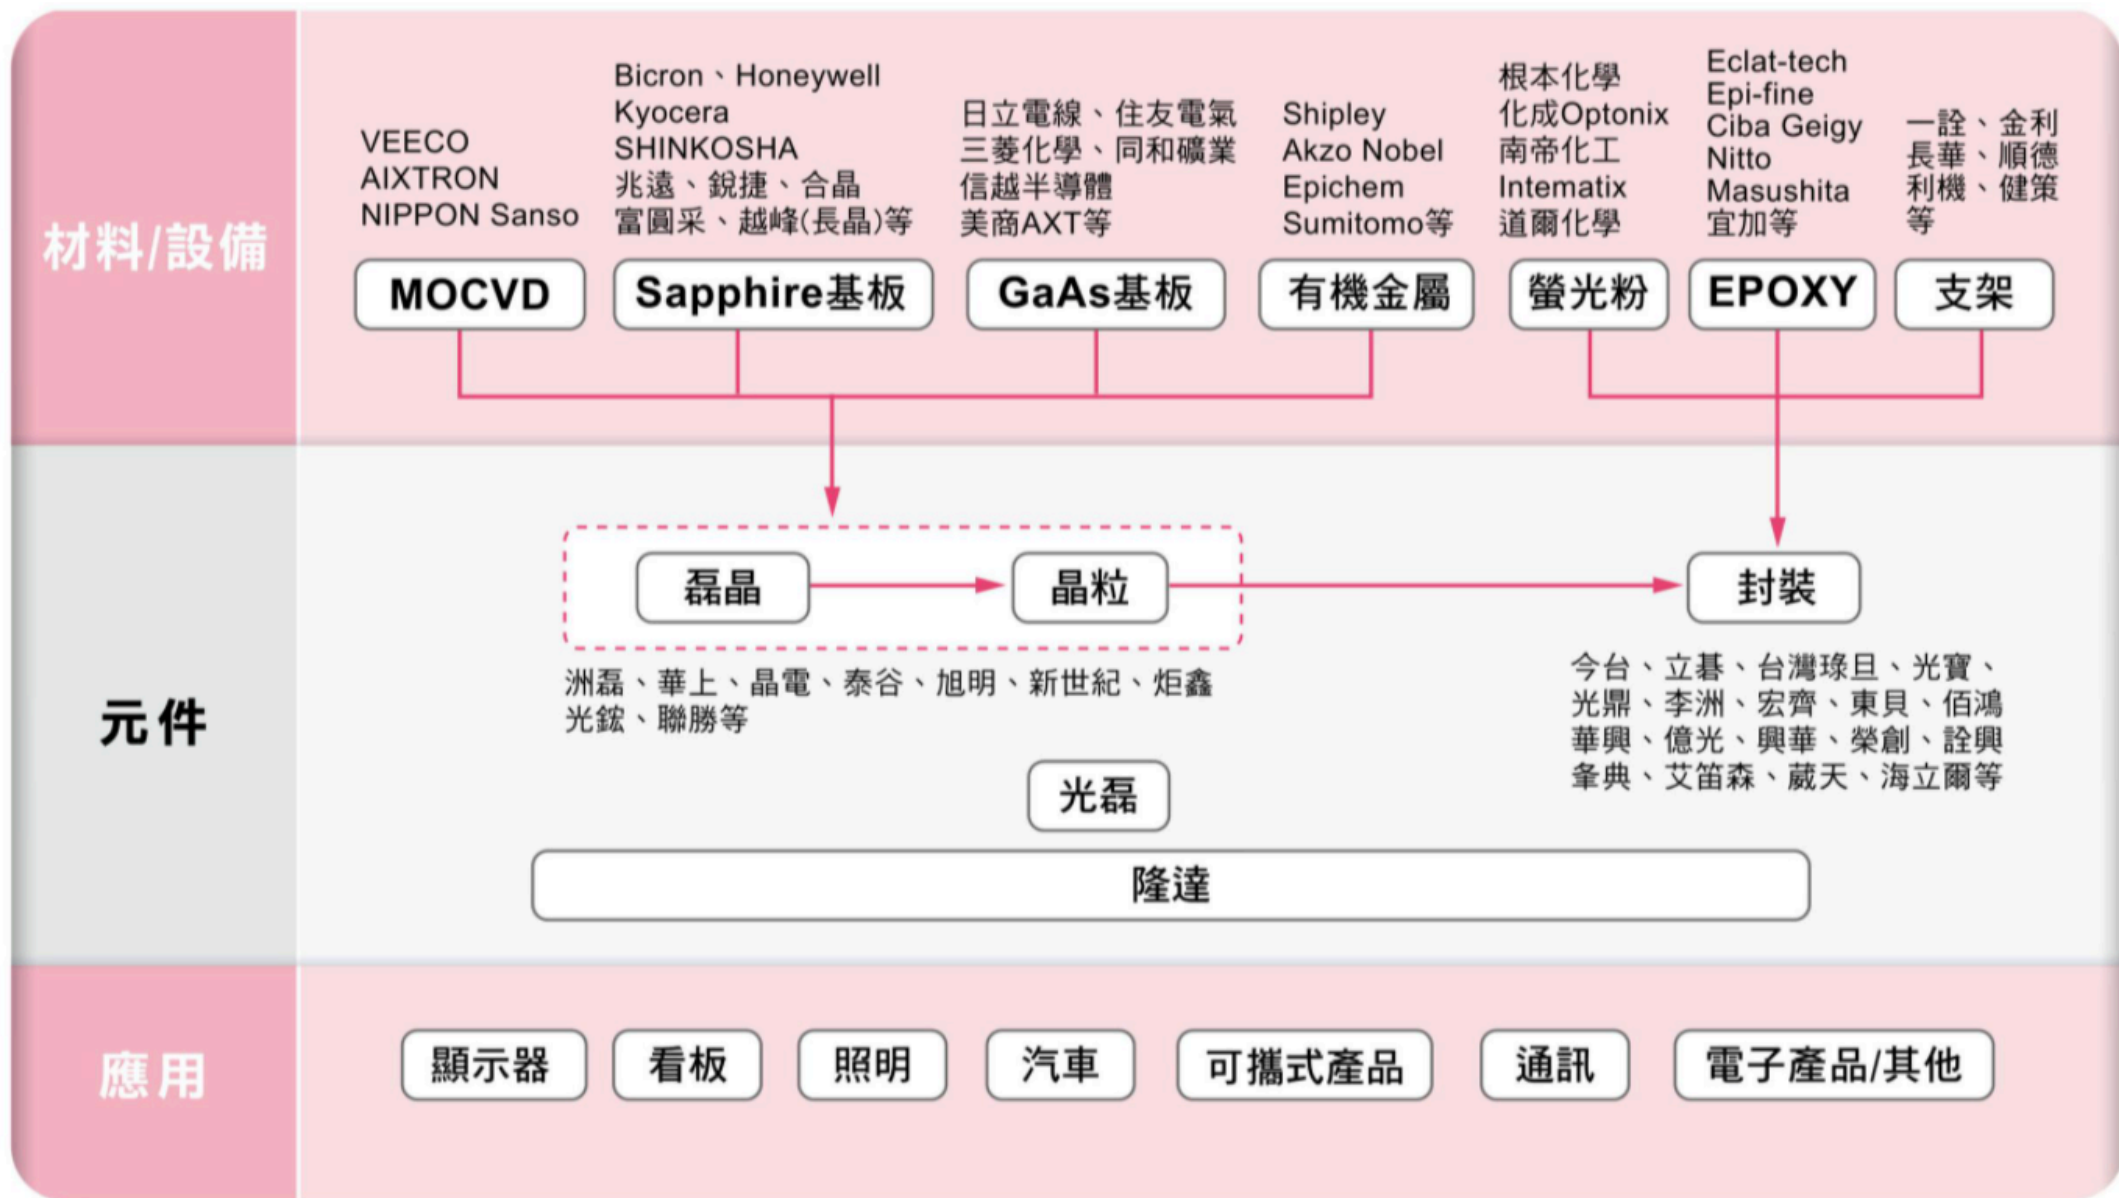 材料/設備
VEECO
AIXTRON
NIPPON Sanso
MOCVD
Bicron、Honeywell
Kyocera
SHINKOSHA
兆遠、銳捷、合晶
富圓采、越峰(長晶)等
Sapphire基板
日立電線、住友電氣
三菱化學、同和礦業
信越半導體
美商AXT等
GaAs基板
Shipley
Akzo Nobel
Epichem
Sumitomo等
有機金屬
根本化學
化成Optonix
南帝化工
Intematix
道爾化學
螢光粉
Eclat-tech
Epi-fine
Ciba Geigy
Nitto
Masushita
宜加等
EPOXY
一詮、金利
長華、順德
利機、健策
等
支架
元件
磊晶
晶粒
洲磊、華上、晶電、泰谷、旭明、新世紀、炬鑫
光鋐、聯勝等
封裝
今台、立碁、台灣琭旦、光寶、
光鼎、李洲、宏齊、東貝、佰鴻
華興、億光、興華、榮創、詮興
夆典、艾笛森、葳天、海立爾等
光磊
隆達
應用
顯示器
看板
照明
汽車
可攜式產品
通訊
電子產品/其他